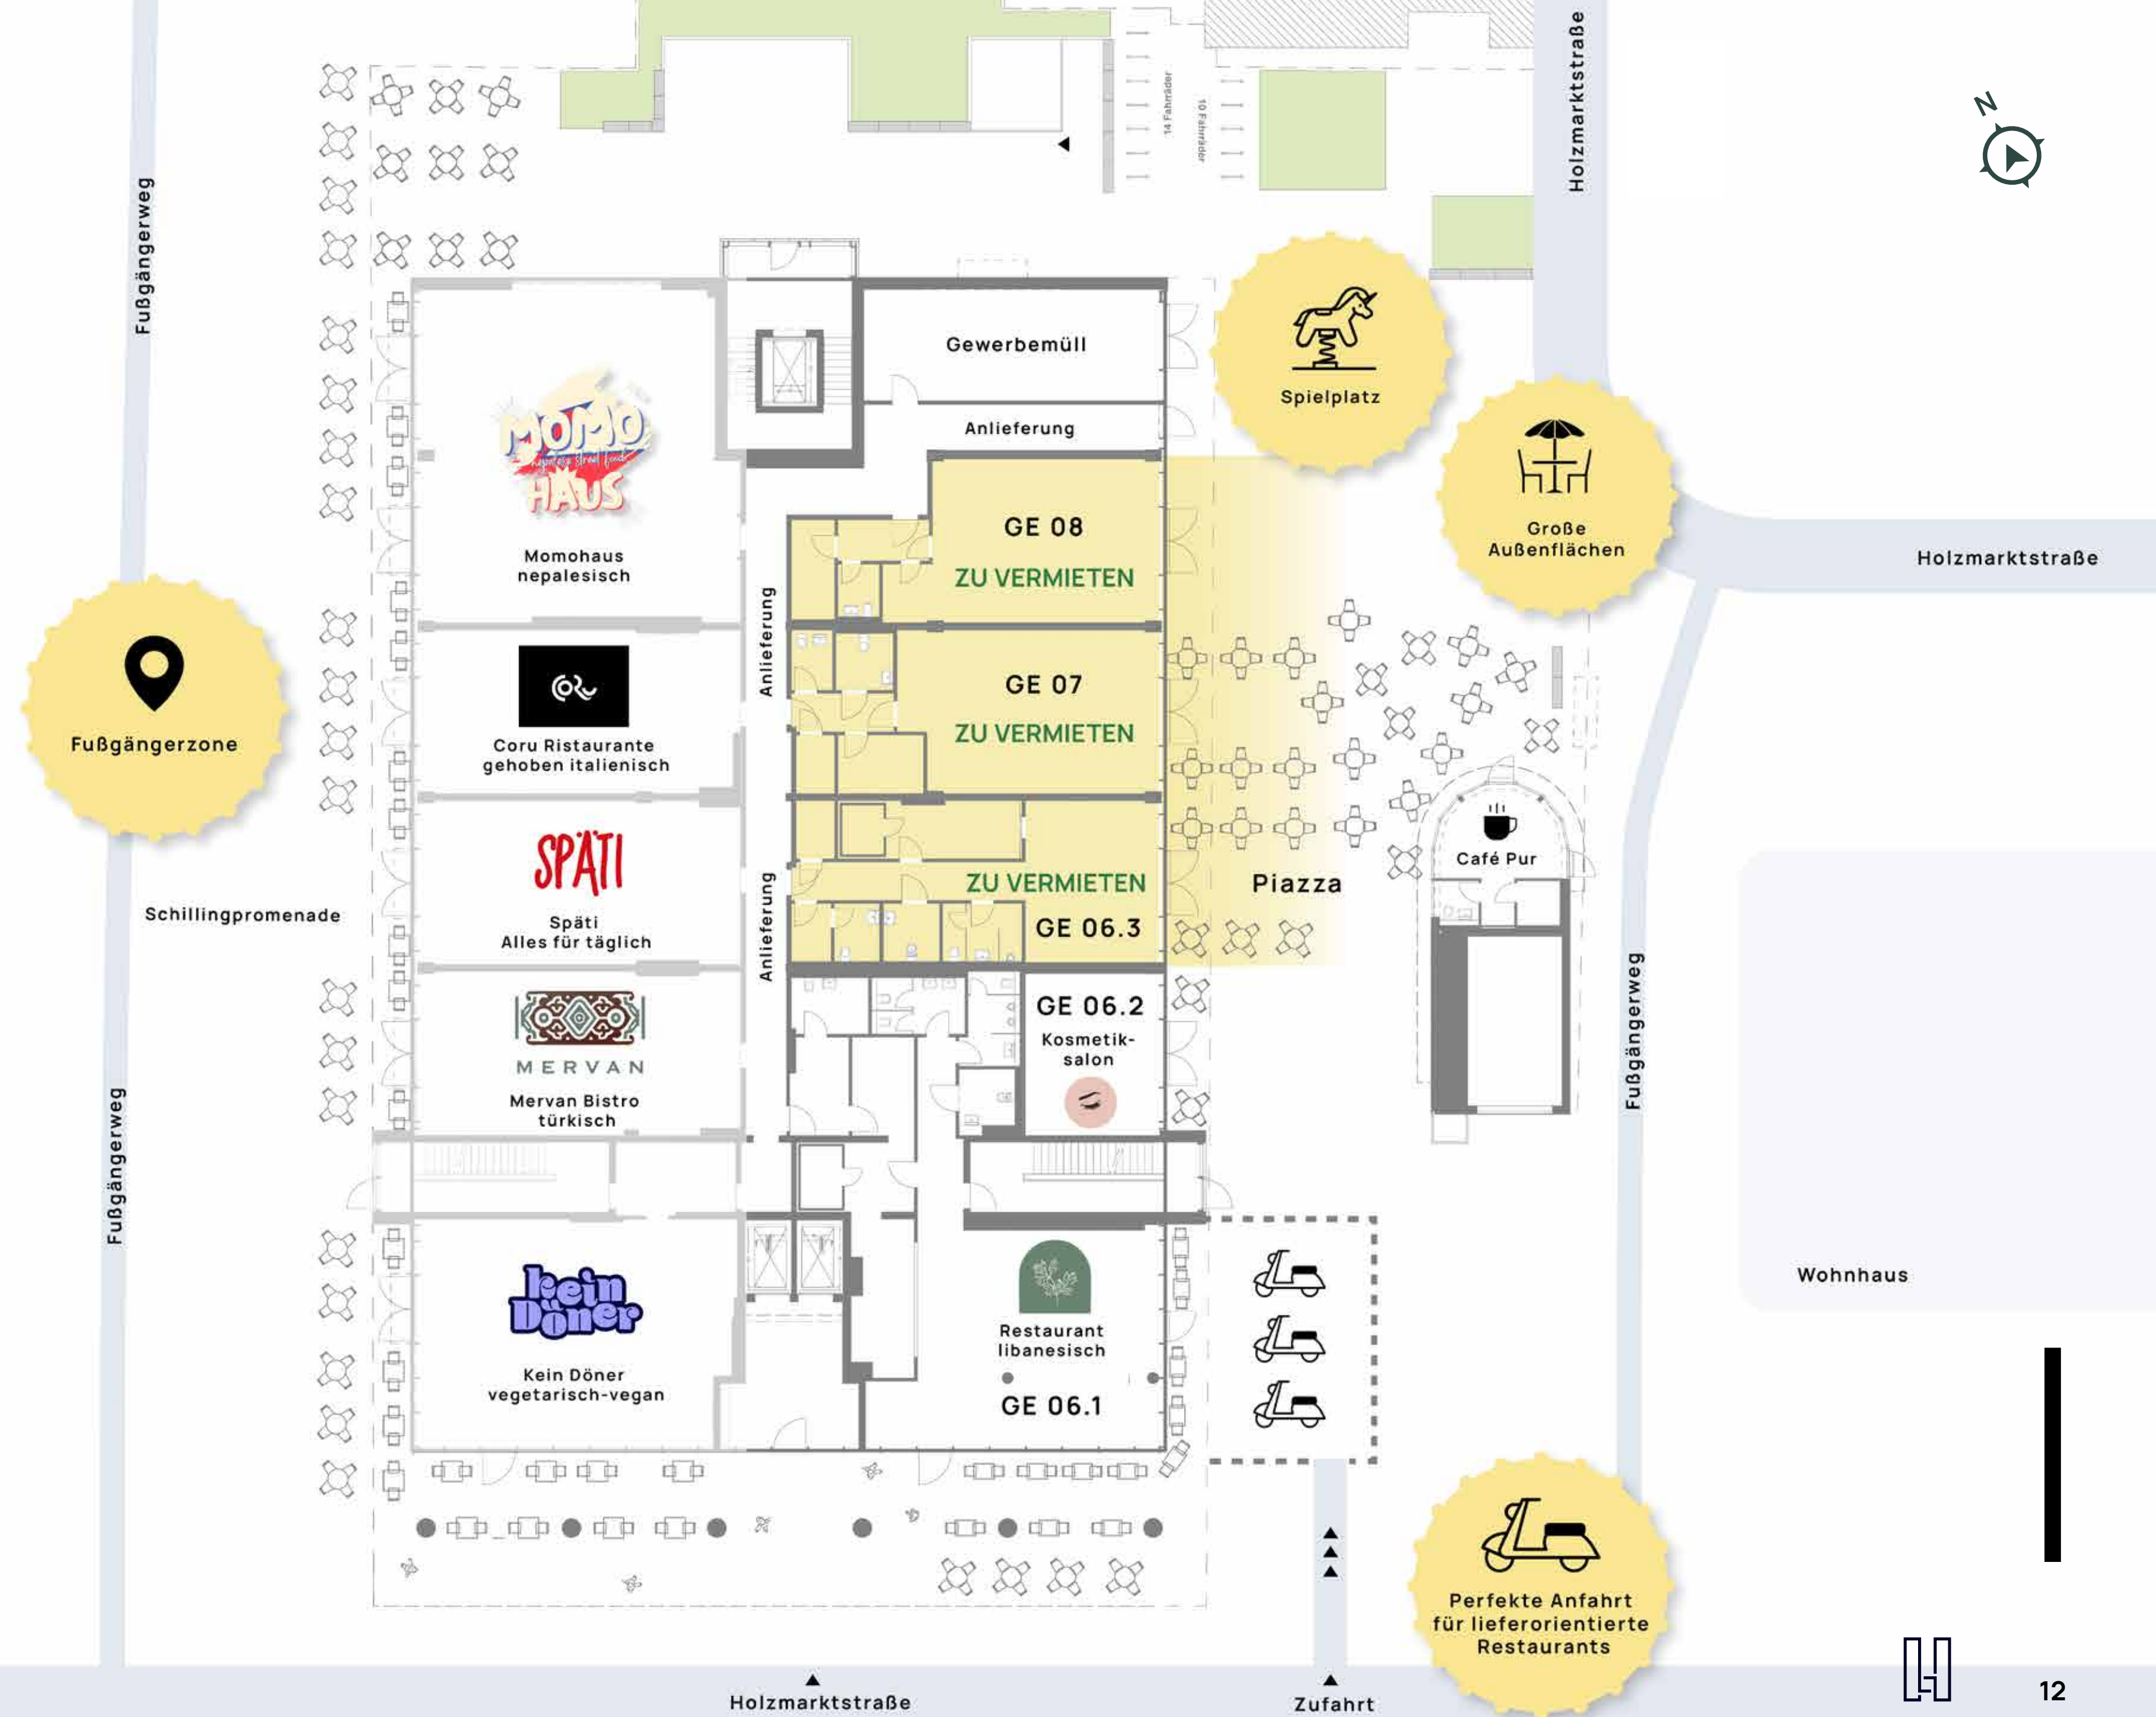 Holzmarktstraße
N
14 Fahrräder
10 Fahrräder
Fußgängerweg
Gewerbemüll
Spielplatz
Anlieferung
MOMO
nepalese street food
HAUS
Momohaus
nepalesisch
GE 08
ZU VERMIETEN
Große
Außenflächen
Holzmarktstraße
Anlieferung
Fußgängerzone
CORU
Coru Ristaurante
gehoben italienisch
GE 07
ZU VERMIETEN
SPÄTI
Späti
Alles für täglich
Anlieferung
ZU VERMIETEN
GE 06.3
Piazza
Café Pur
Schillingpromenade
MERVAN
Mervan Bistro
türkisch
GE 06.2
Kosmetik-
salon
Fußgängerweg
Fußgängerweg
kein
Döner
Kein Döner
vegetarisch-vegan
Restaurant
libanesisch
GE 06.1
Wohnhaus
Perfekte Anfahrt
für lieferorientierte
Restaurants
Holzmarktstraße
Zufahrt
12